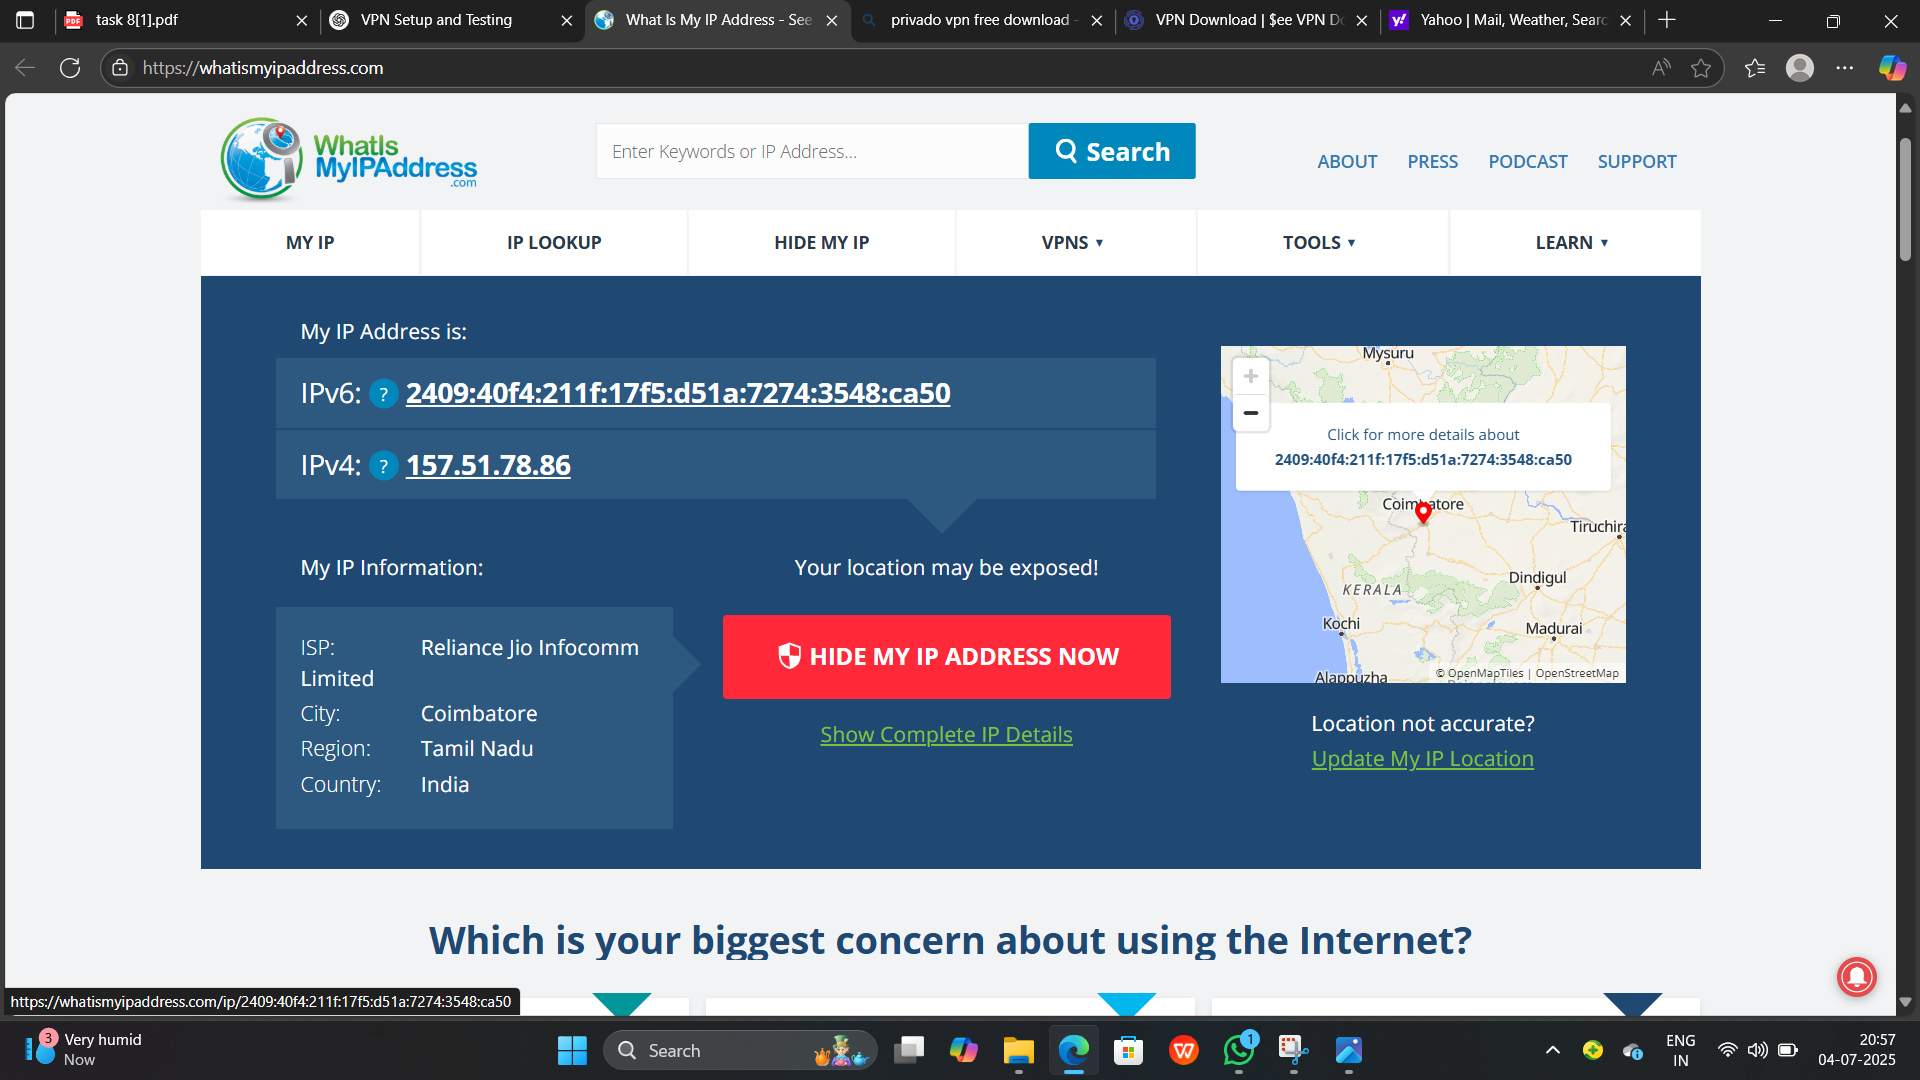 task 8[1].pdf
VPN Setup and Testing
What Is My IP Address - See
privado vpn free download -
VPN Download | $ee VPN Do
Yahoo | Mail, Weather, Searc
https://whatismyipaddress.com
WhatIs
MyIPAddress
.com
Enter Keywords or IP Address...
Search
ABOUT PRESS PODCAST SUPPORT
MY IP IP LOOKUP HIDE MY IP VPNS ▼ TOOLS ▼ LEARN ▼
My IP Address is:
IPv6: ? 2409:40f4:211f:17f5:d51a:7274:3548:ca50
IPv4: ? 157.51.78.86
My IP Information:
ISP: Reliance Jio Infocomm
Limited
City: Coimbatore
Region: Tamil Nadu
Country: India
Your location may be exposed!
HIDE MY IP ADDRESS NOW
Show Complete IP Details
Mysuru
+
−
Click for more details about
2409:40f4:211f:17f5:d51a:7274:3548:ca50
Coimbatore
Tiruchira
Dindigul
KERALA
Kochi
Madurai
Alappuzha
© OpenMapTiles | OpenStreetMap
Location not accurate?
Update My IP Location
Which is your biggest concern about using the Internet?
https://whatismyipaddress.com/ip/2409:40f4:211f:17f5:d51a:7274:3548:ca50
3
Very humid
Now
Search
1
ENG
IN
20:57
04-07-2025